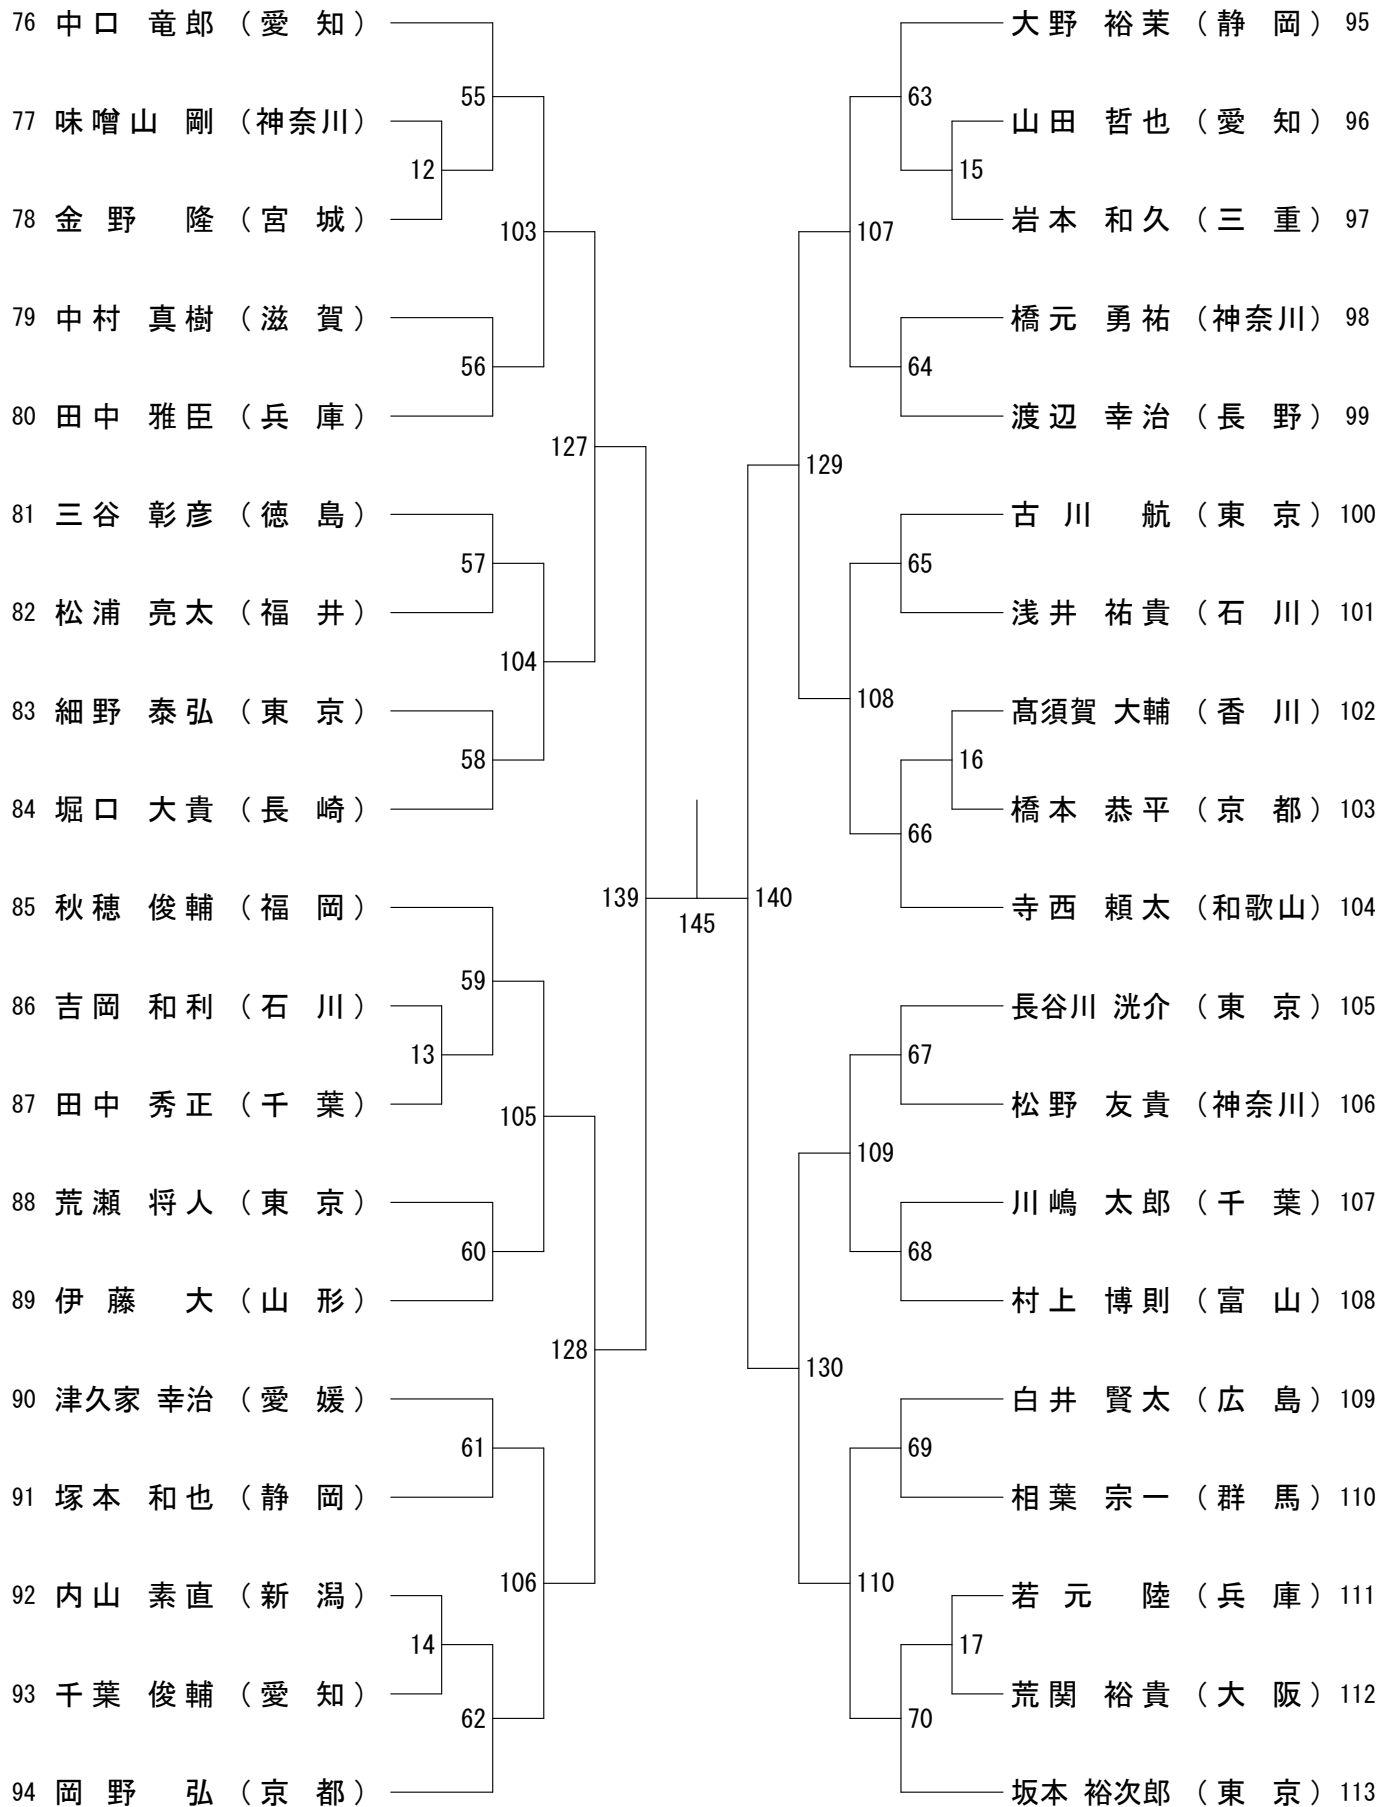 76 中口 竜郎 (愛 知)
55
77 味噌山 剛 (神奈川)
12
78 金野 隆 (宮 城)
103
79 中村 真樹 (滋 賀)
56
80 田中 雅臣 (兵 庫)
127
81 三谷 彰彦 (徳 島)
57
82 松浦 亮太 (福 井)
104
83 細野 泰弘 (東 京)
58
84 堀口 大貴 (長 崎)
139
85 秋穂 俊輔 (福 岡)
59
86 吉岡 和利 (石 川)
13
87 田中 秀正 (千 葉)
105
88 荒瀬 将人 (東 京)
60
89 伊藤 大 (山 形)
128
90 津久家 幸治 (愛 媛)
61
91 塚本 和也 (静 岡)
106
92 内山 素直 (新 潟)
14
93 千葉 俊輔 (愛 知)
62
94 岡野 弘 (京 都)
145
大野 裕茉 (静 岡) 95
63
山田 哲也 (愛 知) 96
15
岩本 和久 (三 重) 97
107
橋元 勇祐 (神奈川) 98
64
渡辺 幸治 (長 野) 99
129
古川 航 (東 京) 100
65
浅井 祐貴 (石 川) 101
108
髙須賀 大輔 (香 川) 102
16
橋本 恭平 (京 都) 103
66
140
寺西 頼太 (和歌山) 104
長谷川 洸介 (東 京) 105
67
松野 友貴 (神奈川) 106
109
川嶋 太郎 (千 葉) 107
68
村上 博則 (富 山) 108
130
白井 賢太 (広 島) 109
69
相葉 宗一 (群 馬) 110
110
若元 陸 (兵 庫) 111
17
荒関 裕貴 (大 阪) 112
70
坂本 裕次郎 (東 京) 113